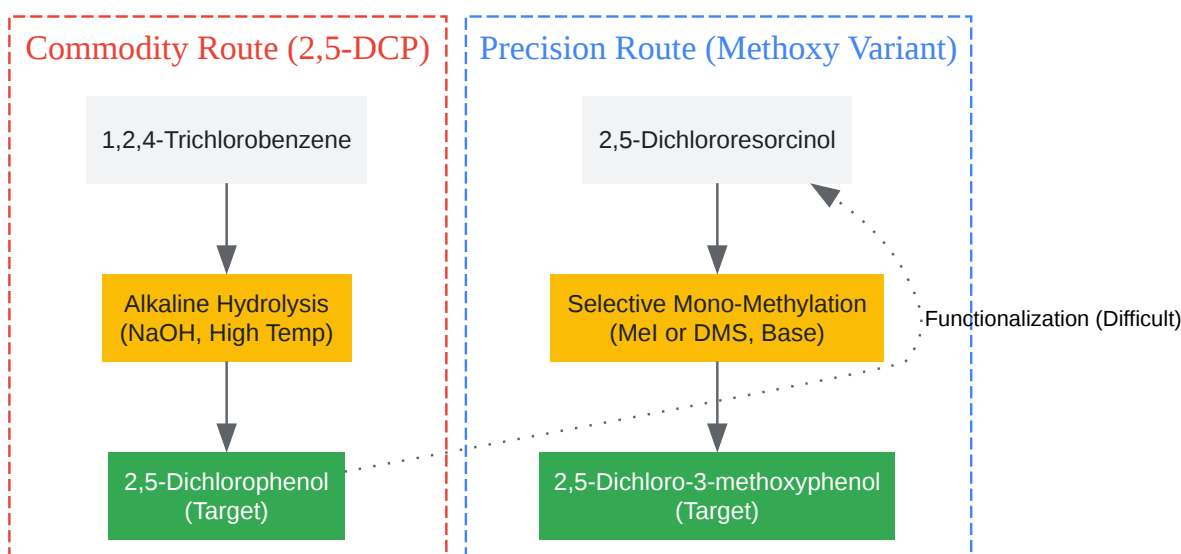 Commodity Route (2,5-DCP)
Precision Route (Methoxy Variant)
1,2,4-Trichlorobenzene
2,5-Dichlororesorcinol
Alkaline Hydrolysis
(NaOH, High Temp)
Selective Mono-Methylation
(MeI or DMS, Base)
Functionalization (Difficult)
2,5-Dichlorophenol
(Target)
2,5-Dichloro-3-methoxyphenol
(Target)